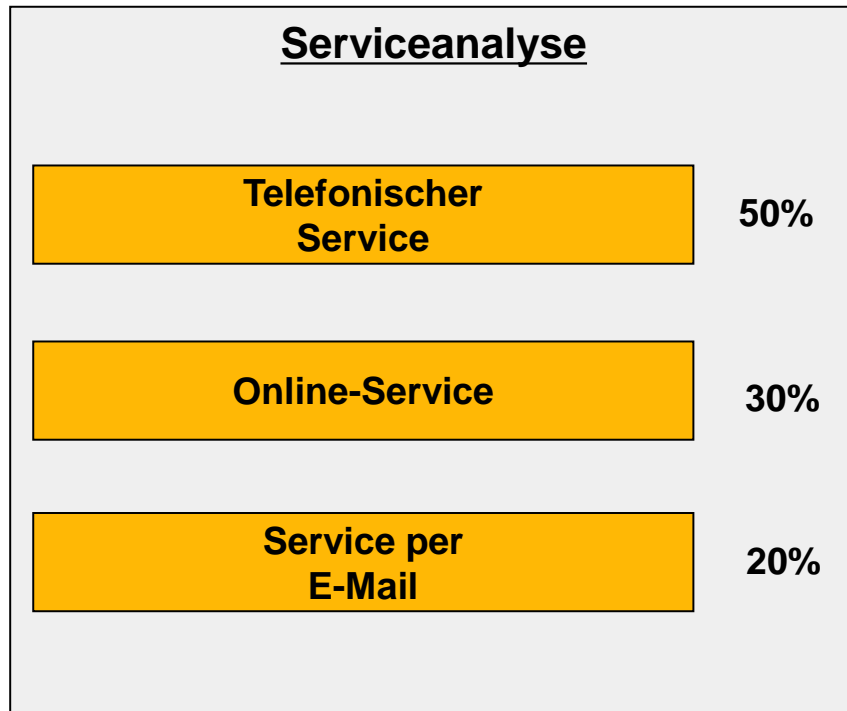 Serviceanalyse
Telefonischer
Service
50%
Online-Service
30%
Service per
E-Mail
20%